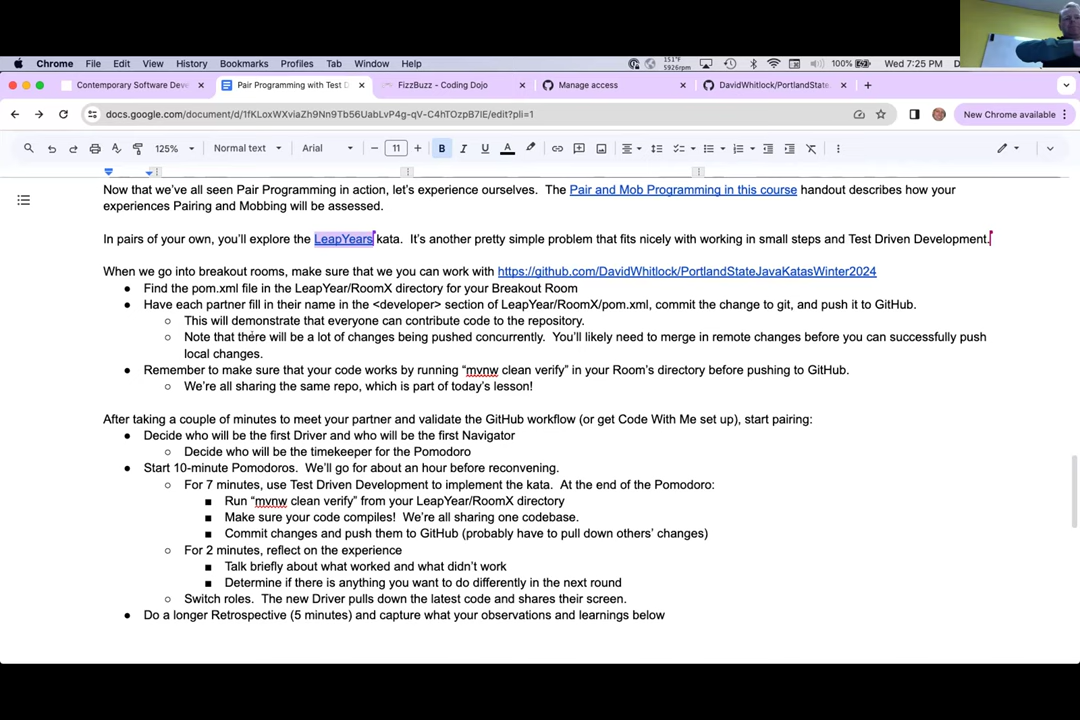 Chrome File Edit View History Bookmarks Profiles Tab Window Help 151°F 5926rpm 100% Wed 7:25 PM
Contemporary Software Deve Pair Programming with Test D FizzBuzz - Coding Dojo Manage access DavidWhitlock/PortlandState
docs.google.com/document/d/1fKLoxWXviaZh9Nn9Tb56UabLvP4g-qV-C4hTOzpB7lE/edit?pli=1 New Chrome available
125% Normal text Arial 11 B I U A
Now that we've all seen Pair Programming in action, let's experience ourselves. The Pair and Mob Programming in this course handout describes how your
experiences Pairing and Mobbing will be assessed.
In pairs of your own, you'll explore the LeapYears kata. It's another pretty simple problem that fits nicely with working in small steps and Test Driven Development.
When we go into breakout rooms, make sure that we you can work with https://github.com/DavidWhitlock/PortlandStateJavaKatasWinter2024
● Find the pom.xml file in the LeapYear/RoomX directory for your Breakout Room
● Have each partner fill in their name in the <developer> section of LeapYear/RoomX/pom.xml, commit the change to git, and push it to GitHub.
○ This will demonstrate that everyone can contribute code to the repository.
○ Note that there will be a lot of changes being pushed concurrently. You'll likely need to merge in remote changes before you can successfully push
local changes.
● Remember to make sure that your code works by running “mvnw clean verify” in your Room's directory before pushing to GitHub.
○ We're all sharing the same repo, which is part of today's lesson!
After taking a couple of minutes to meet your partner and validate the GitHub workflow (or get Code With Me set up), start pairing:
● Decide who will be the first Driver and who will be the first Navigator
○ Decide who will be the timekeeper for the Pomodoro
● Start 10-minute Pomodoros. We'll go for about an hour before reconvening.
○ For 7 minutes, use Test Driven Development to implement the kata. At the end of the Pomodoro:
■ Run “mvnw clean verify” from your LeapYear/RoomX directory
■ Make sure your code compiles! We're all sharing one codebase.
■ Commit changes and push them to GitHub (probably have to pull down others' changes)
○ For 2 minutes, reflect on the experience
■ Talk briefly about what worked and what didn't work
■ Determine if there is anything you want to do differently in the next round
○ Switch roles. The new Driver pulls down the latest code and shares their screen.
● Do a longer Retrospective (5 minutes) and capture what your observations and learnings below